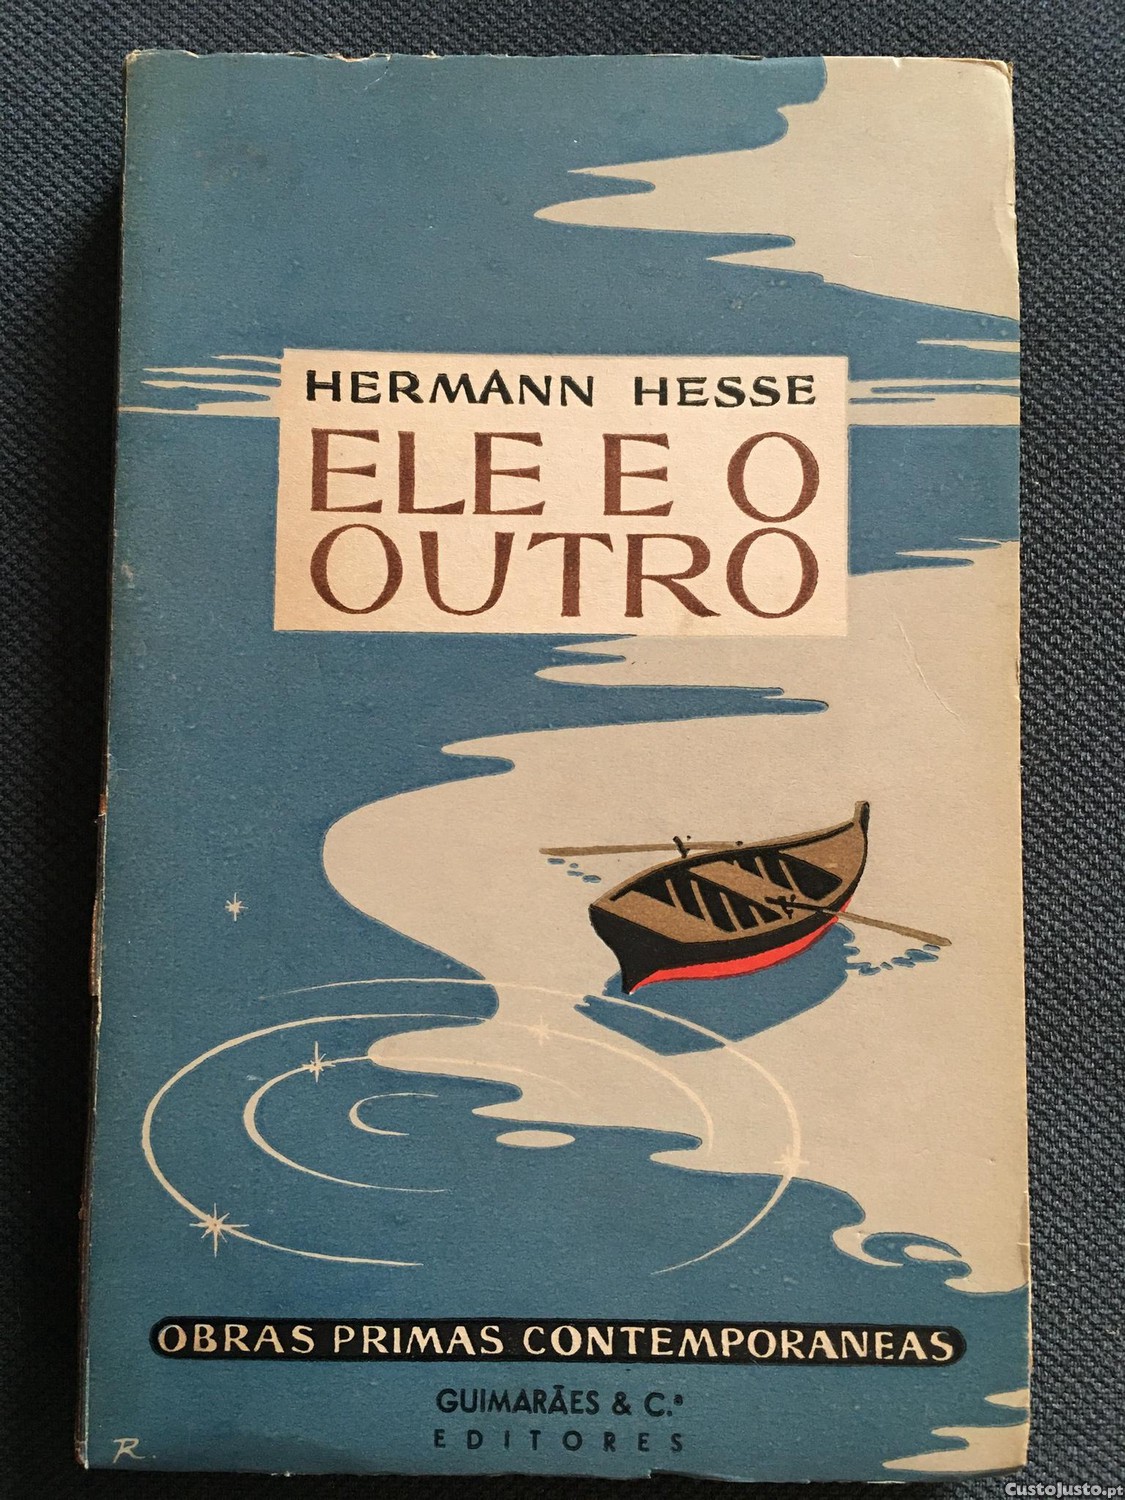 HERMANN HESSE
ELE E O
OUTRO
OBRAS PRIMAS CONTEMPORANEAS
GUIMARÃES & C.ª
EDITORES
R.
CustoJusto.pt